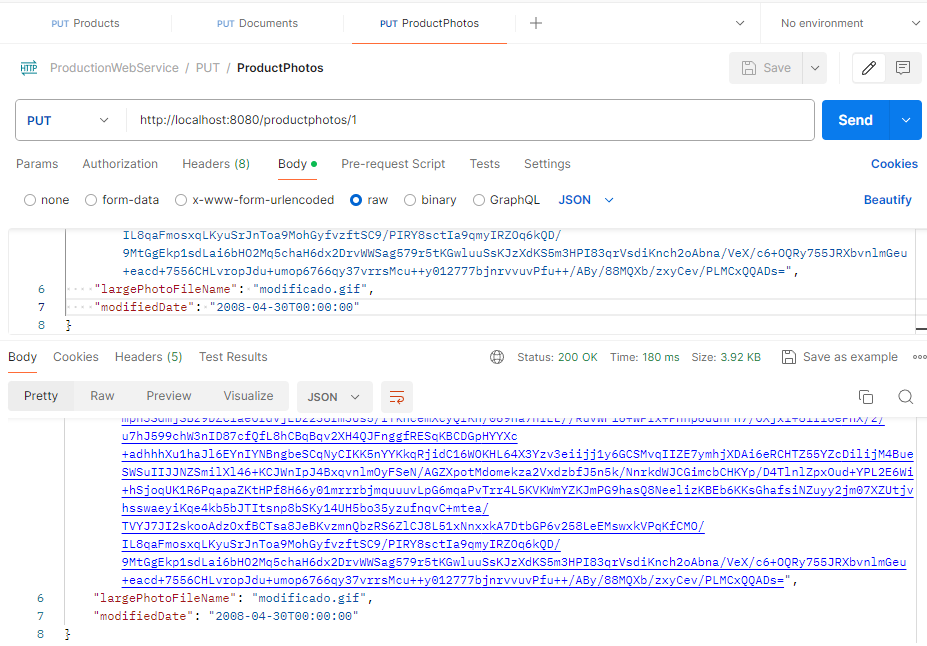 PUT Products
PUT Documents
PUT ProductPhotos
No environment
HTTP ProductionWebService / PUT / ProductPhotos
Save
PUT
http://localhost:8080/productphotos/1
Send
Params Authorization Headers (8) Body Pre-request Script Tests Settings Cookies
none form-data x-www-form-urlencoded raw binary GraphQL JSON Beautify
IL8qaFmosxqLKyuSrJnToa9MohGyfvzftSC9/PIRY8sctIa9qmyIRZOq6kQD/
9MtGgEkp1sdLai6bHO2Mq5chaH6dx2DrvWWSag579r5tKGwluuSsKJzXdKS5m3HPI83qrVsdiKnch2oAbna/VeX/c6+OQRy755JRXbvnlmGeu
+eacd+7556CHLvropJdu+umop6766qy37vrrsMcu++y012777bjnrvvuvPfu++/ABy/88MQXb/zxyCev/PLMCxQQADs=",
6 "largePhotoFileName": "modificado.gif",
7 "modifiedDate": "2008-04-30T00:00:00"
8 }
Body Cookies Headers (5) Test Results
Status: 200 OK Time: 180 ms Size: 3.92 KB Save as example
Pretty Raw Preview Visualize JSON
u7hJ599chW3nID87cfQfL8hCBqBqv2XH4QJFnggfRESqKBCDGpHYYXc
+adhhhXu1haJl6EYnIYNBngbeSCqNyCIKK5nYYKkqRjidC16WOKHL64X3Yzv3eiijj1y6GCSMvqIIZE7ymhjXDAi6eRCHTZ55YZcDilijM4Bue
SWSuIIJJNZSmilXl46+KCJWnIpJ4BxqvnlmOyFSeN/AGZXpotMdomekza2VxdzbfJ5n5k/NnrkdWJCGimcbCHKYp/D4TlnlZpxOud+YPL2E6Wi
+hSjoqUK1R6PqapaZKtHPf8H66y01mrrrbjmquuuvLpG6mqaPvTrr4L5KVKWmYZKJmPG9hasQ8NeelizKBEb6KKsGhafsiNZuyy2jm07XZUtjv
hsswaeyiKqe4kb5bJTItsnp8bSKy14UH5bo35yzufnqvC+mtea/
TVYJ7JI2skooAdzOxfBCTsa8JeBKvzmnQbzRS6ZlCJ8L51xNnxxkA7DtbGP6v258LeEMswxkVPqKfCMO/
IL8qaFmosxqLKyuSrJnToa9MohGyfvzftSC9/PIRY8sctIa9qmyIRZOq6kQD/
9MtGgEkp1sdLai6bHO2Mq5chaH6dx2DrvWWSag579r5tKGwluuSsKJzXdKS5m3HPI83qrVsdiKnch2oAbna/VeX/c6+OQRy755JRXbvnlmGeu
+eacd+7556CHLvropJdu+umop6766qy37vrrsMcu++y012777bjnrvvuvPfu++/ABy/88MQXb/zxyCev/PLMCxQQADs=",
6 "largePhotoFileName": "modificado.gif",
7 "modifiedDate": "2008-04-30T00:00:00"
8 }